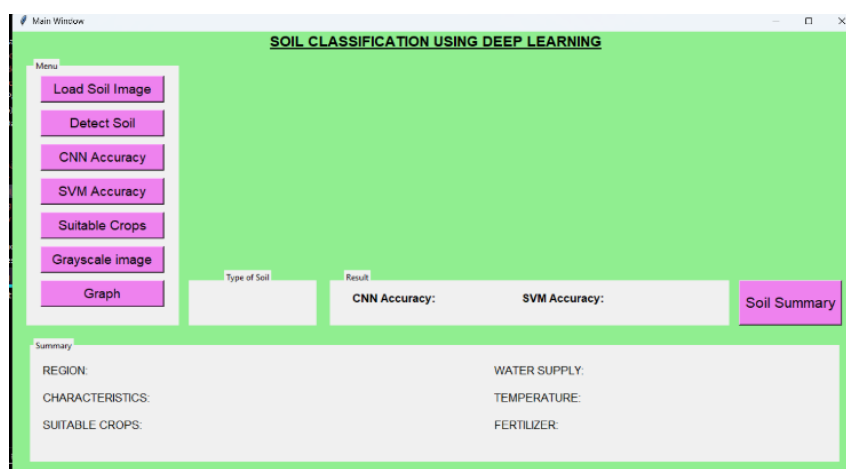 Main Window
SOIL CLASSIFICATION USING DEEP LEARNING
Menu
Load Soil Image
Detect Soil
CNN Accuracy
SVM Accuracy
Suitable Crops
Grayscale image
Graph
Type of Soil
Result
CNN Accuracy: SVM Accuracy:
Soil Summary
Summary
REGION: WATER SUPPLY:
CHARACTERISTICS: TEMPERATURE:
SUITABLE CROPS: FERTILIZER: